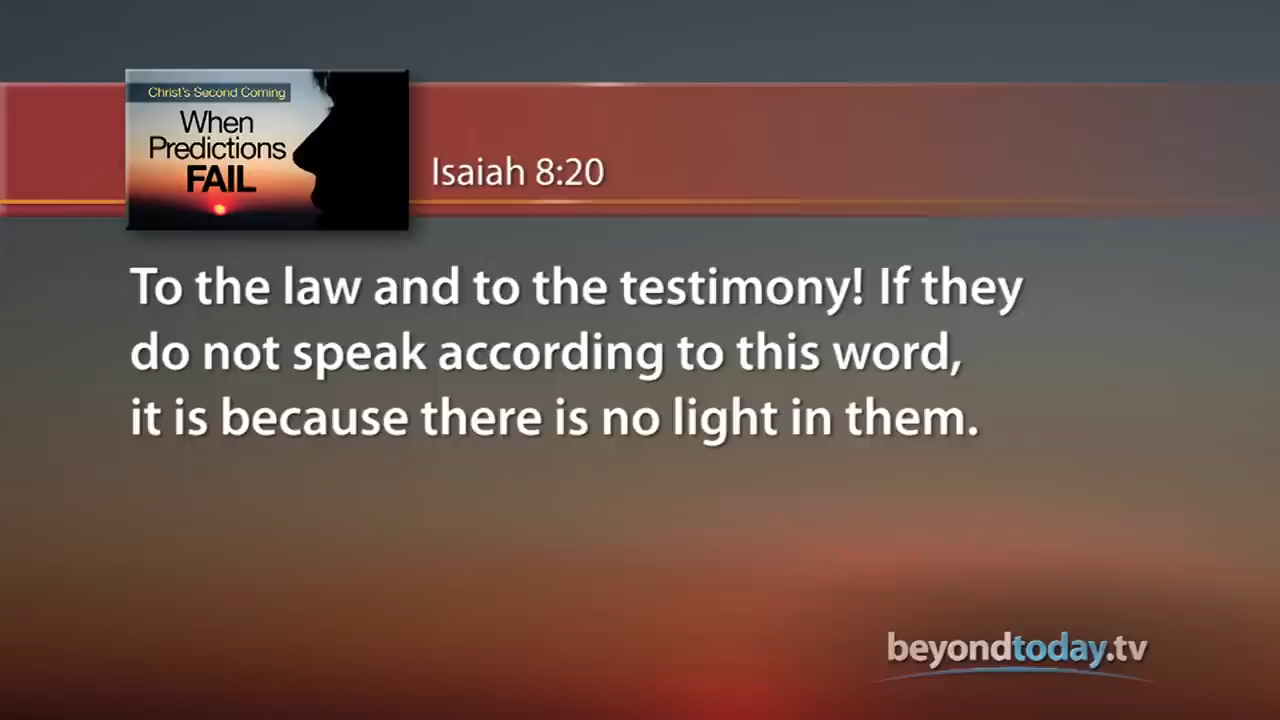 Christ's Second Coming
When
Predictions
FAIL
Isaiah 8:20
To the law and to the testimony! If they
do not speak according to this word,
it is because there is no light in them.
beyondtoday.tv